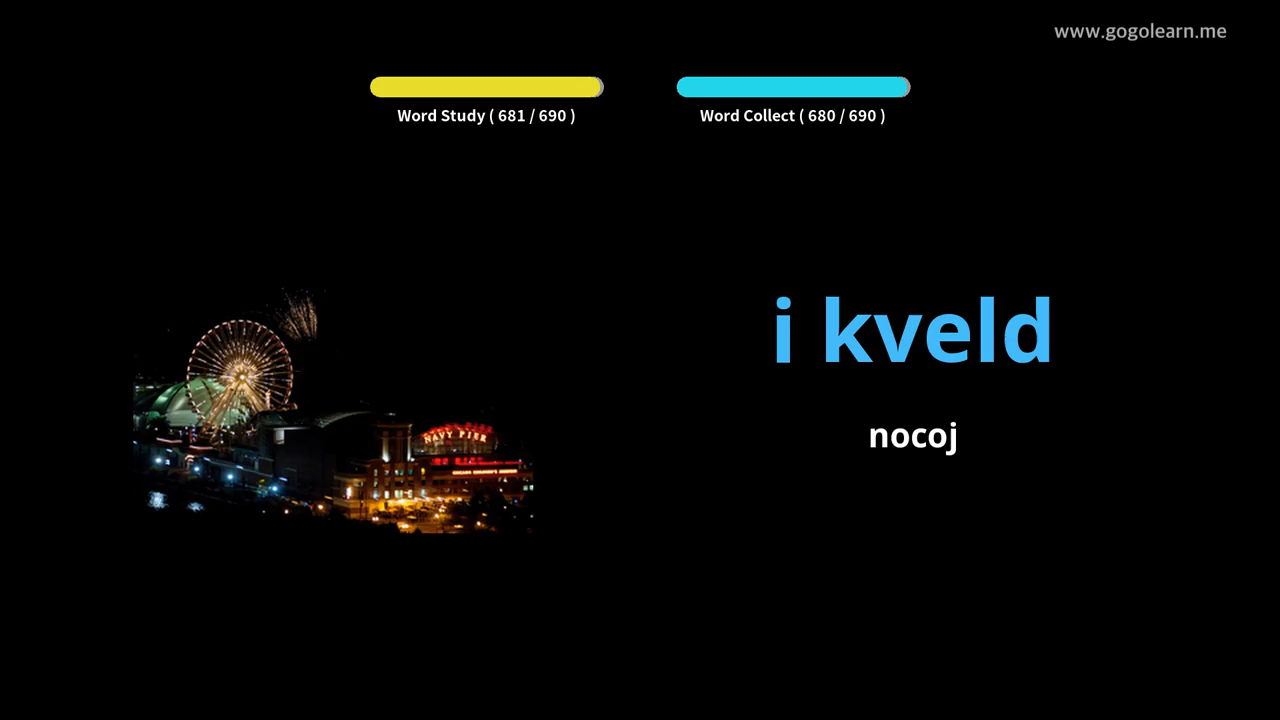 www.gogolearn.me
Word Study ( 681 / 690 )
Word Collect ( 680 / 690 )
i kveld
nocoj
NAVY PIER